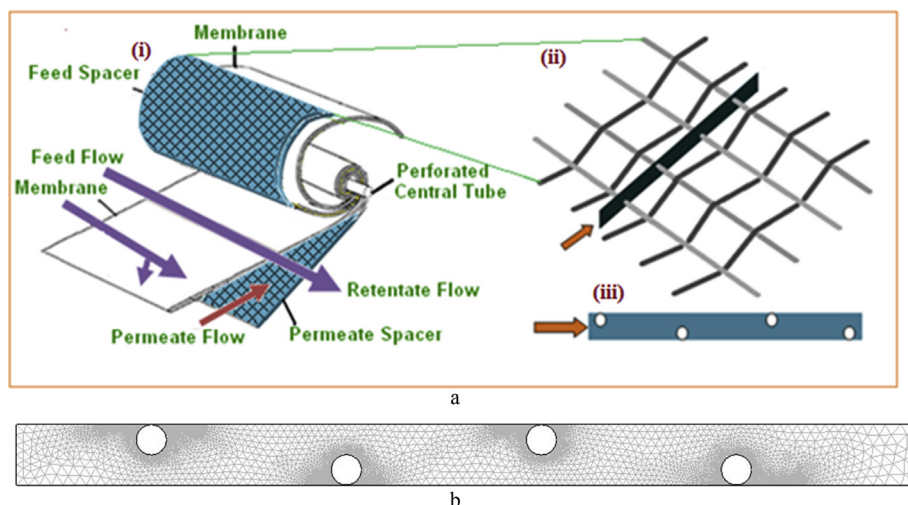 (i)
Membrane
Feed Spacer
Feed Flow
Membrane
Perforated
Central Tube
Retentate Flow
Permeate Flow
Permeate Spacer
(ii)
(iii)
a
b